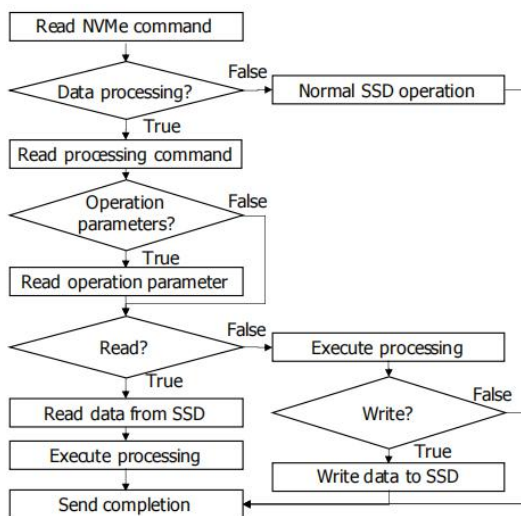 Read NVMe command
False
Data processing?
Normal SSD operation
True
Read processing command
Operation
parameters?
False
True
Read operation parameter
Read?
False
Execute processing
True
Read data from SSD
Write?
False
Execute processing
True
Write data to SSD
Send completion